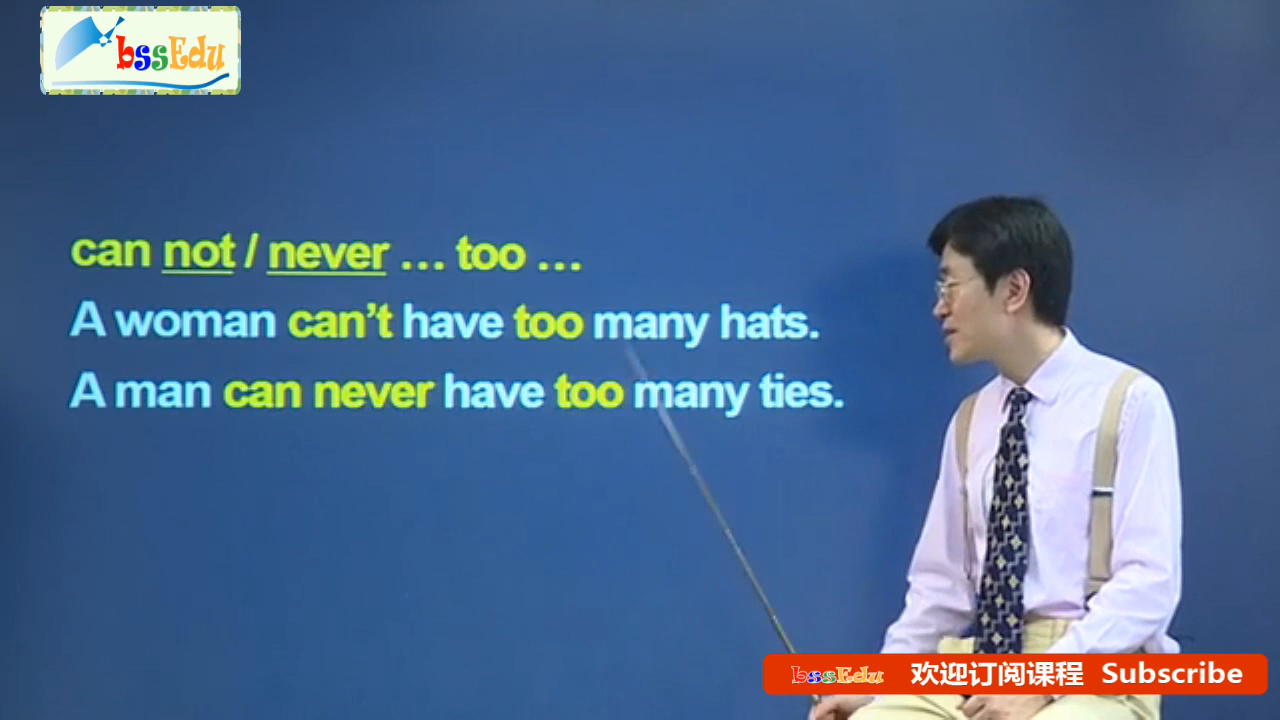 bssEdu
can not / never ... too ...
A woman can't have too many hats.
A man can never have too many ties.
bssEdu 欢迎订阅课程 Subscribe